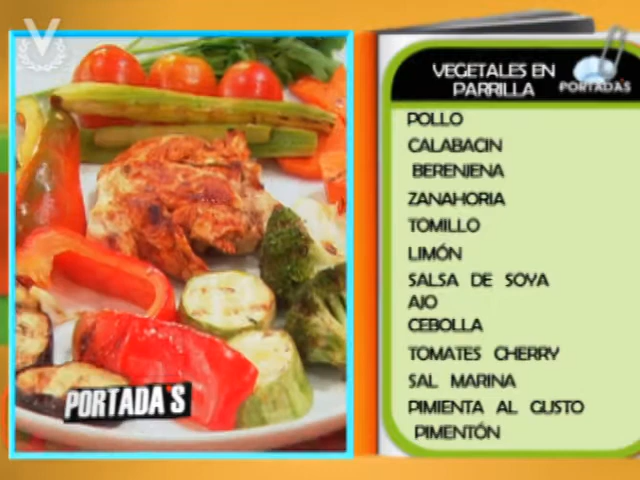 V
PORTADA'S
VEGETALES EN
PARRILLA
PORTADA'S
POLLO
CALABACIN
BERENJENA
ZANAHORIA
TOMILLO
LIMÓN
SALSA DE SOYA
AJO
CEBOLLA
TOMATES CHERRY
SAL MARINA
PIMIENTA AL GUSTO
PIMENTÓN